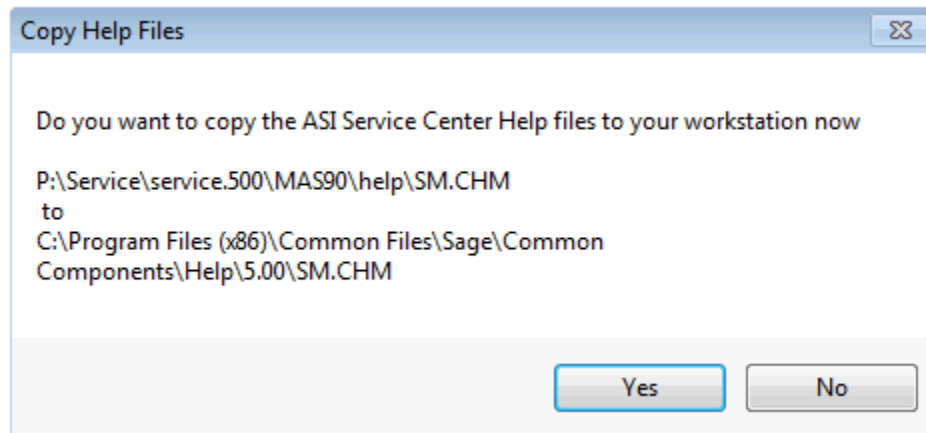 Copy Help Files
Do you want to copy the ASI Service Center Help files to your workstation now
P:\Service\service.500\MAS90\help\SM.CHM
to
C:\Program Files (x86)\Common Files\Sage\Common
Components\Help\5.00\SM.CHM
Yes
No